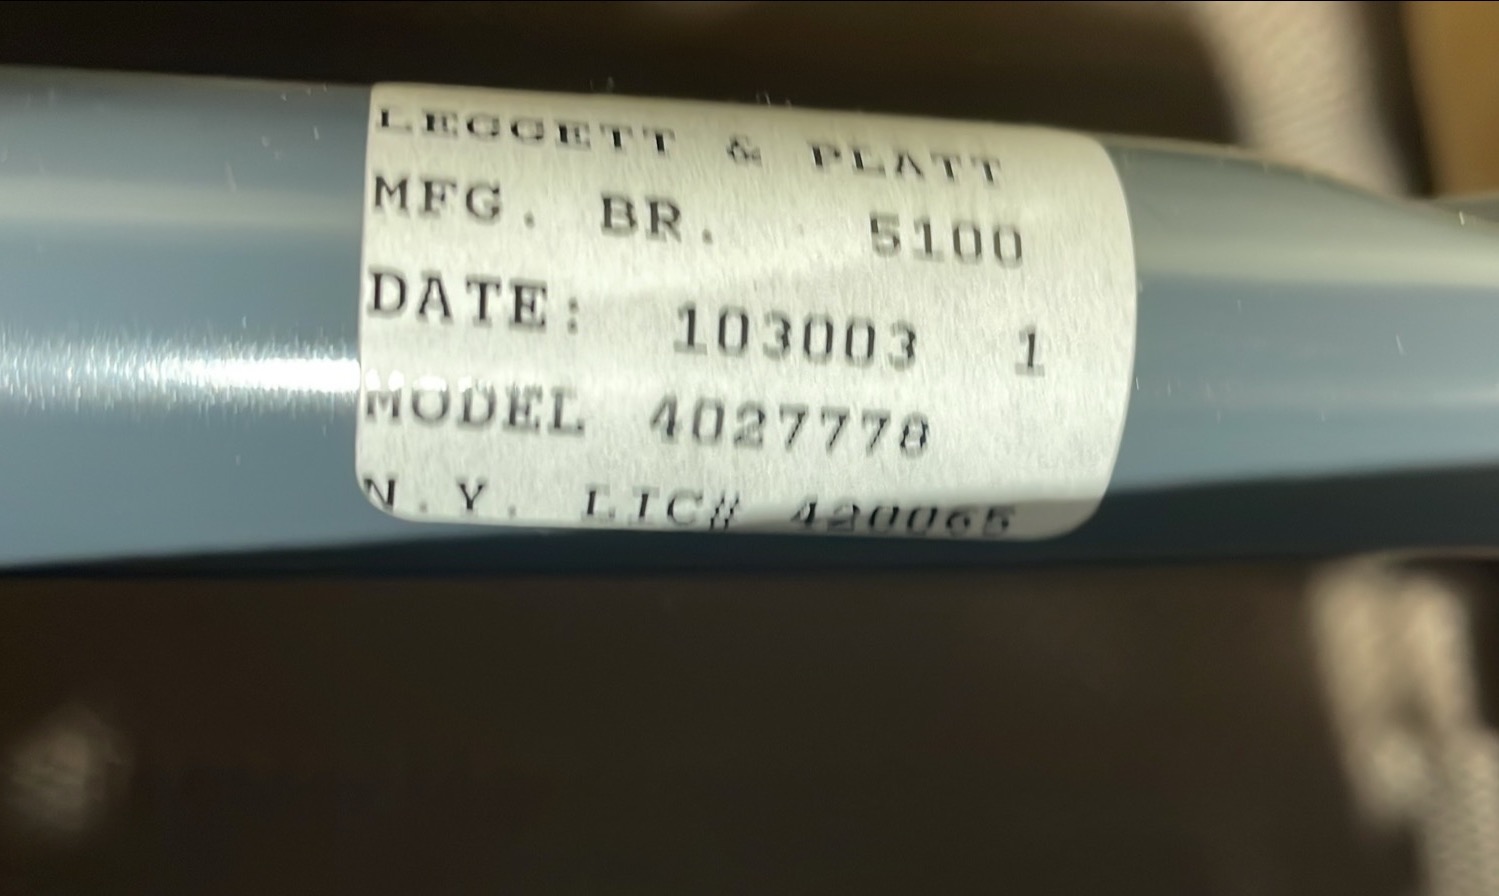 LEGGETT & PLATT
MFG. BR. 5100
DATE: 103003 1
MODEL 4027778
N.Y. LIC# 420065